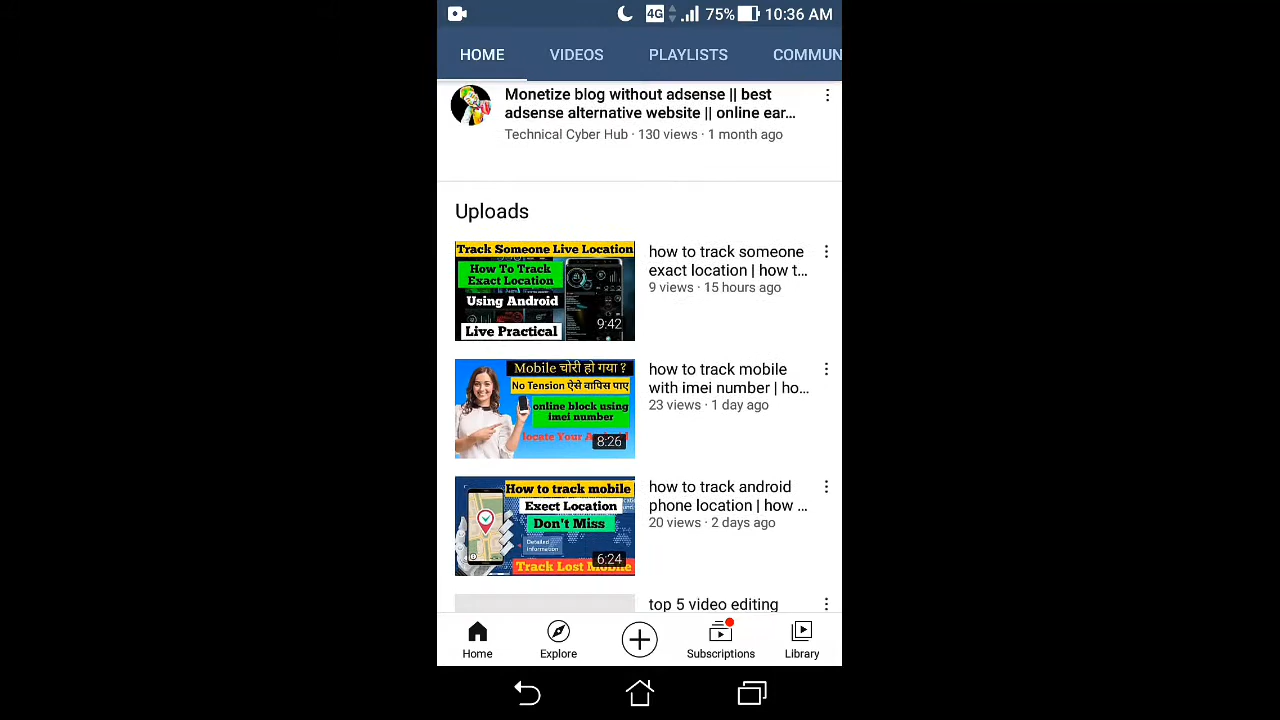 4G 75% 10:36 AM
HOME VIDEOS PLAYLISTS COMMUN
Monetize blog without adsense || best
adsense alternative website || online ear...
Technical Cyber Hub · 130 views · 1 month ago
Uploads
Track Someone Live Location
How To Track
Exact Location
Using Android
Live Practical
9:42
how to track someone
exact location | how t...
9 views · 15 hours ago
Mobile चोरी हो गया ?
No Tension ऐसे वापिस पाए
online block using
imei number
locate Your
8:26
how to track mobile
with imei number | ho...
23 views · 1 day ago
How to track mobile
Exect Location
Don't Miss
Detailed
Information
Track Lost Mobile
6:24
how to track android
phone location | how ...
20 views · 2 days ago
top 5 video editing
Home Explore Subscriptions Library